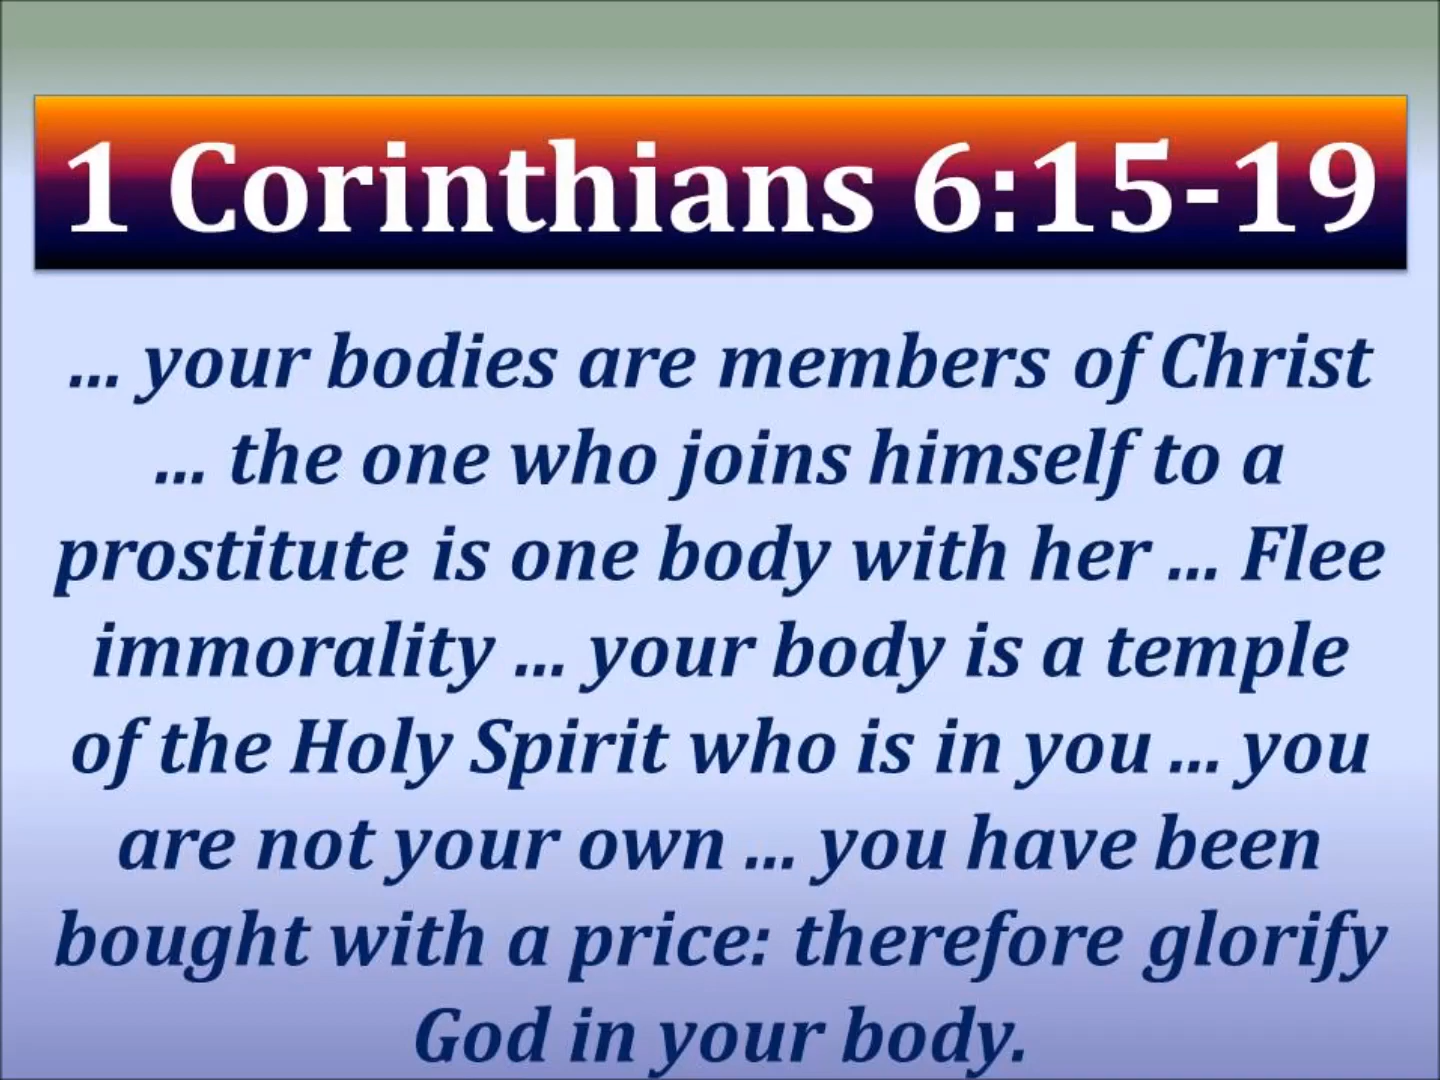 1 Corinthians 6:15-19
... your bodies are members of Christ
... the one who joins himself to a
prostitute is one body with her ... Flee
immorality ... your body is a temple
of the Holy Spirit who is in you ... you
are not your own ... you have been
bought with a price: therefore glorify
God in your body.